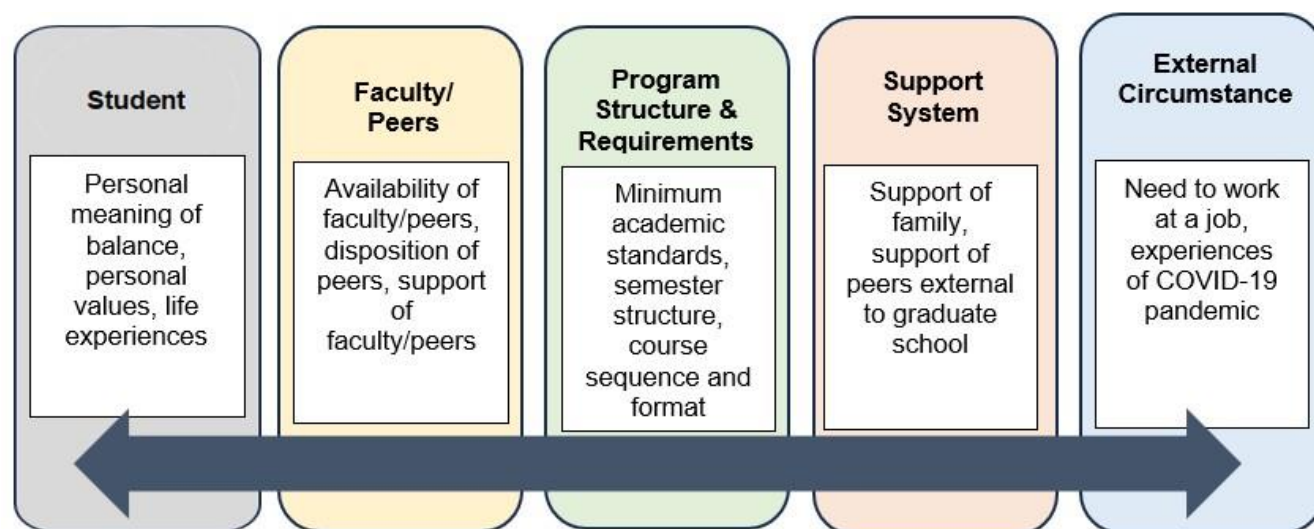 Student
Personal
meaning of
balance,
personal
values, life
experiences
Faculty/
Peers
Availability of
faculty/peers,
disposition of
peers, support
of
faculty/peers
Program
Structure &
Requirements
Minimum
academic
standards,
semester
structure,
course
sequence and
format
Support
System
Support of
family,
support of
peers external
to graduate
school
External
Circumstance
Need to work
at a job,
experiences
of COVID-19
pandemic